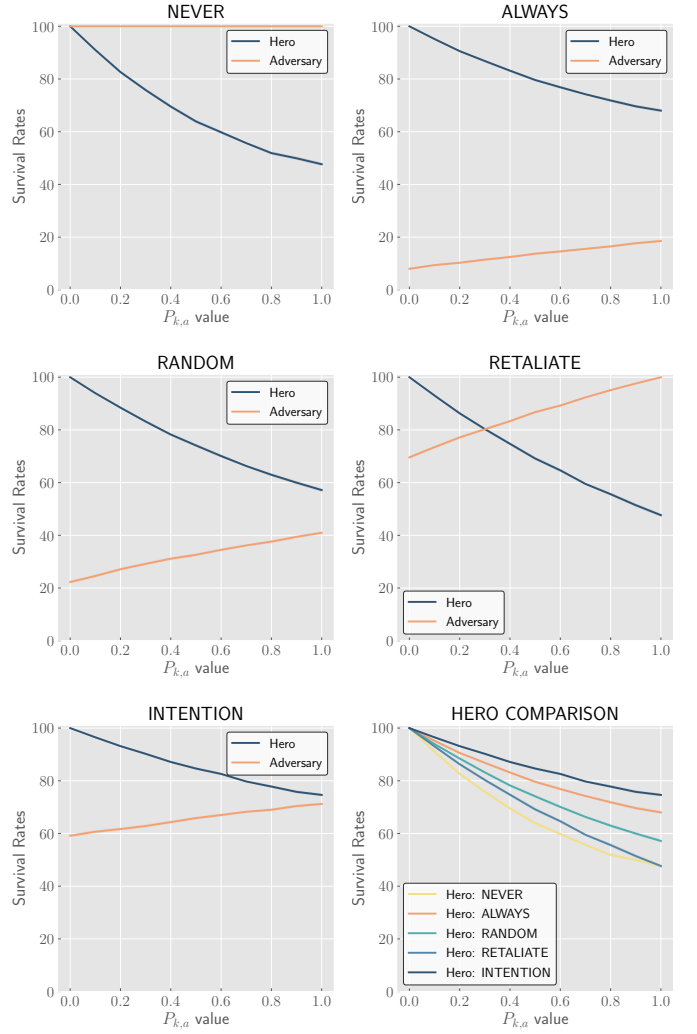 NEVER
100
80
60
40
20
0
Survival Rates
Hero
Adversary
0.0 0.2 0.4 0.6 0.8 1.0
P_{k,a} value
ALWAYS
100
80
60
40
20
0
Survival Rates
Hero
Adversary
0.0 0.2 0.4 0.6 0.8 1.0
P_{k,a} value
RANDOM
100
80
60
40
20
0
Survival Rates
Hero
Adversary
0.0 0.2 0.4 0.6 0.8 1.0
P_{k,a} value
RETALIATE
100
80
60
40
20
0
Survival Rates
Hero
Adversary
0.0 0.2 0.4 0.6 0.8 1.0
P_{k,a} value
INTENTION
100
80
60
40
20
0
Survival Rates
Hero
Adversary
0.0 0.2 0.4 0.6 0.8 1.0
P_{k,a} value
HERO COMPARISON
100
80
60
40
20
0
Survival Rates
Hero: NEVER
Hero: ALWAYS
Hero: RANDOM
Hero: RETALIATE
Hero: INTENTION
0.0 0.2 0.4 0.6 0.8 1.0
P_{k,a} value